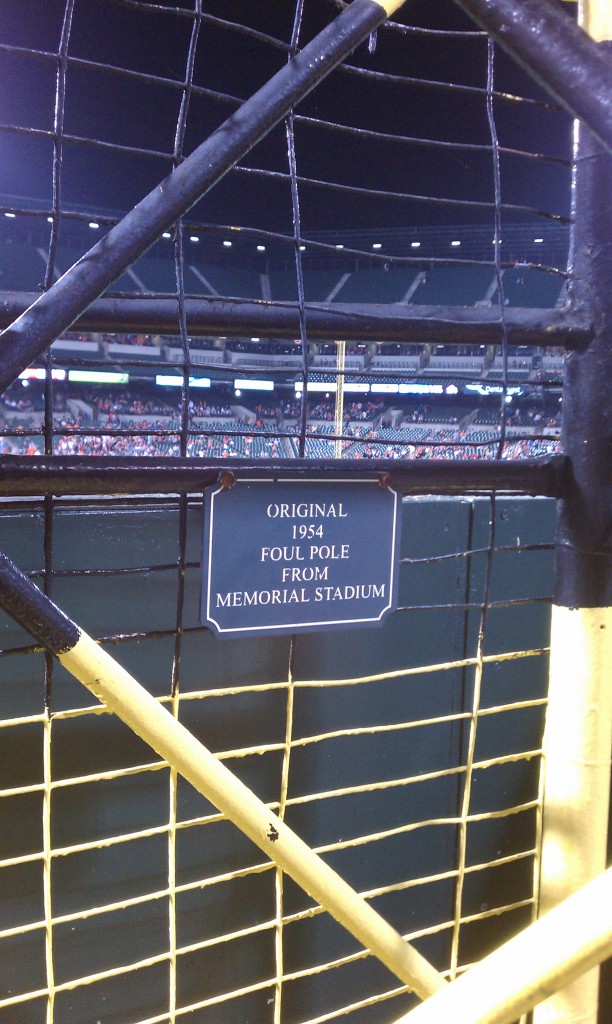 ORIGINAL
1954
FOUL POLE
FROM
MEMORIAL STADIUM